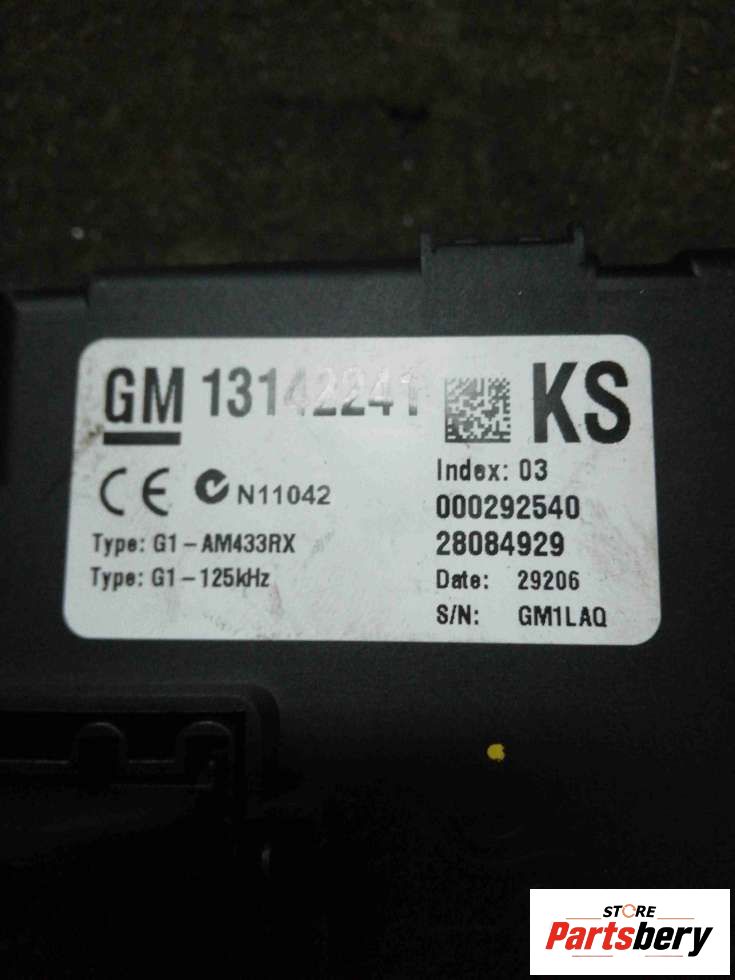 GM 13142241 KS
CE N11042
Index: 03
000292540
Type: G1-AM433RX
28084929
Type: G1-125kHz
Date: 29206
S/N: GM1LAQ
STORE
Partsbery